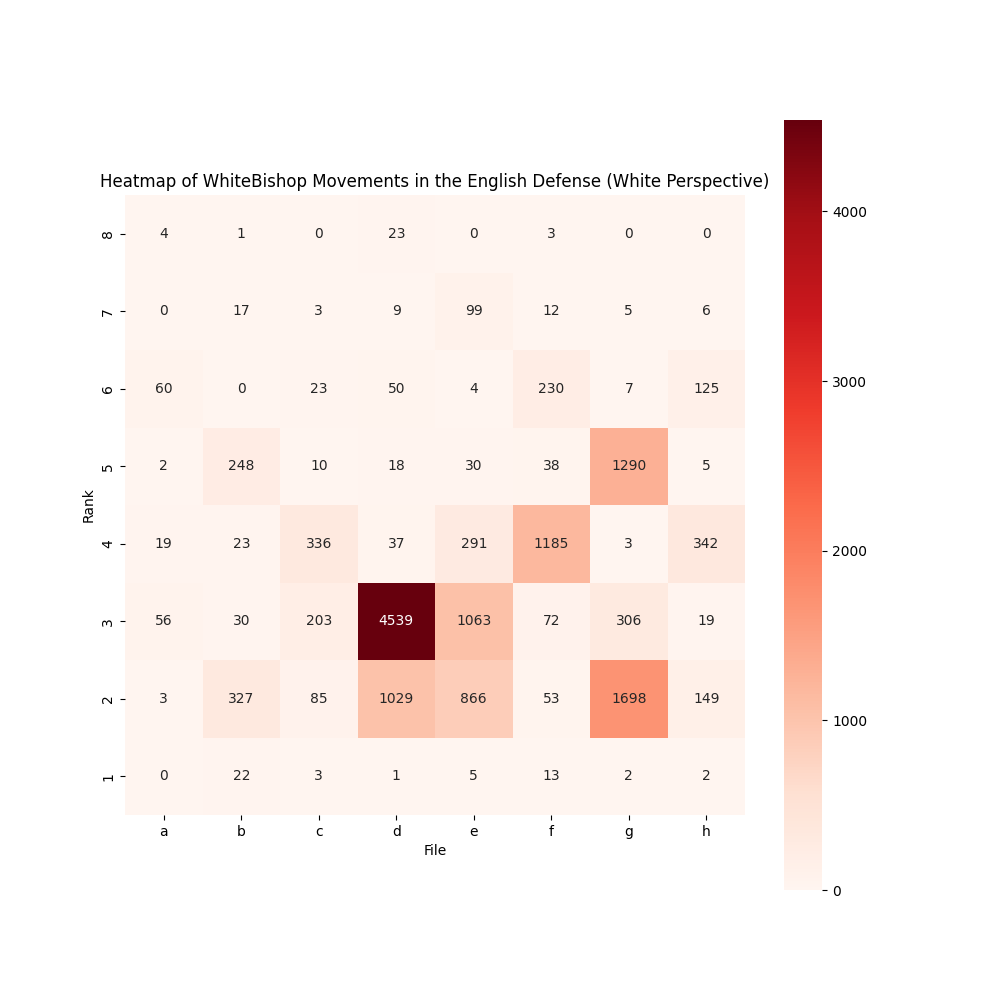 Heatmap of WhiteBishop Movements in the English Defense (White Perspective)
8 4 1 0 23 0 3 0 0
7 0 17 3 9 99 12 5 6
6 60 0 23 50 4 230 7 125
5 2 248 10 18 30 38 1290 5
4 19 23 336 37 291 1185 3 342
3 56 30 203 4539 1063 72 306 19
2 3 327 85 1029 866 53 1698 149
1 0 22 3 1 5 13 2 2
a b c d e f g h
File
Rank
4000
3000
2000
1000
0